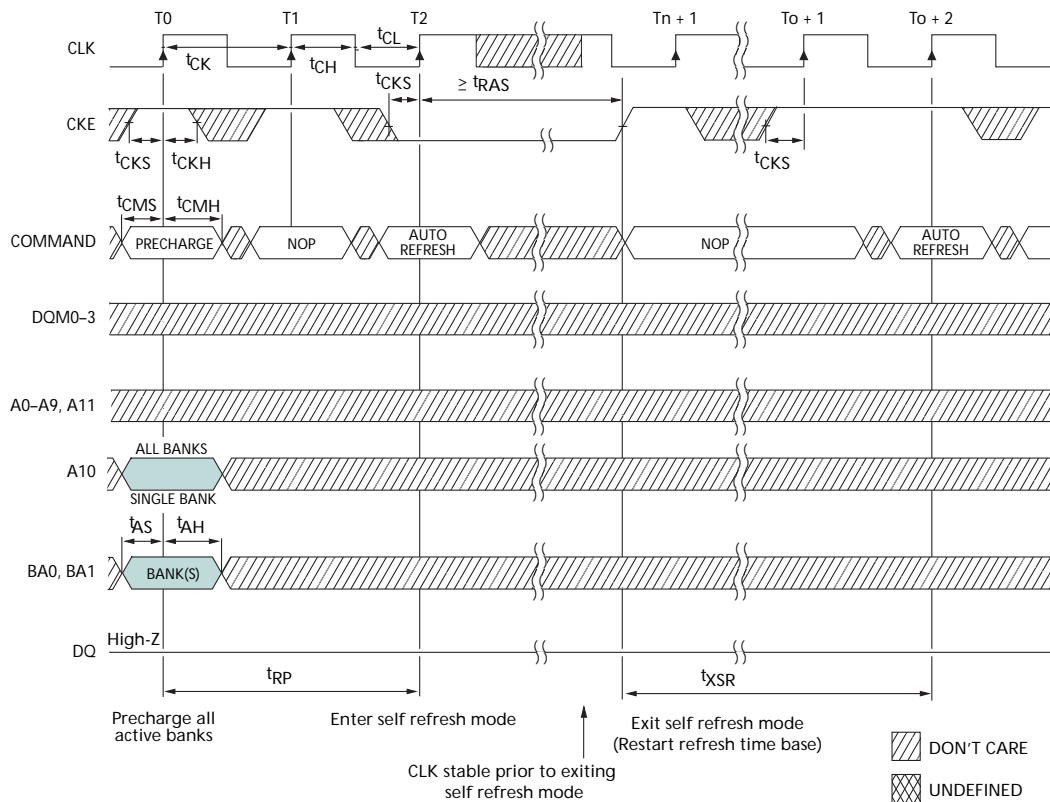 T0 T1 T2 Tn + 1 To + 1 To + 2
CLK
tCK tCH tCL
tCKS ≥ tRAS
CKE
tCKS tCKH tCKS
tCMS tCMH
COMMAND PRECHARGE NOP AUTO REFRESH NOP AUTO REFRESH
DQM0–3
A0–A9, A11
ALL BANKS
A10
SINGLE BANK
tAS tAH
BA0, BA1 BANK(S)
High-Z
DQ
tRP tXSR
Precharge all
active banks
Enter self refresh mode
CLK stable prior to exiting
self refresh mode
Exit self refresh mode
(Restart refresh time base)
DON'T CARE
UNDEFINED